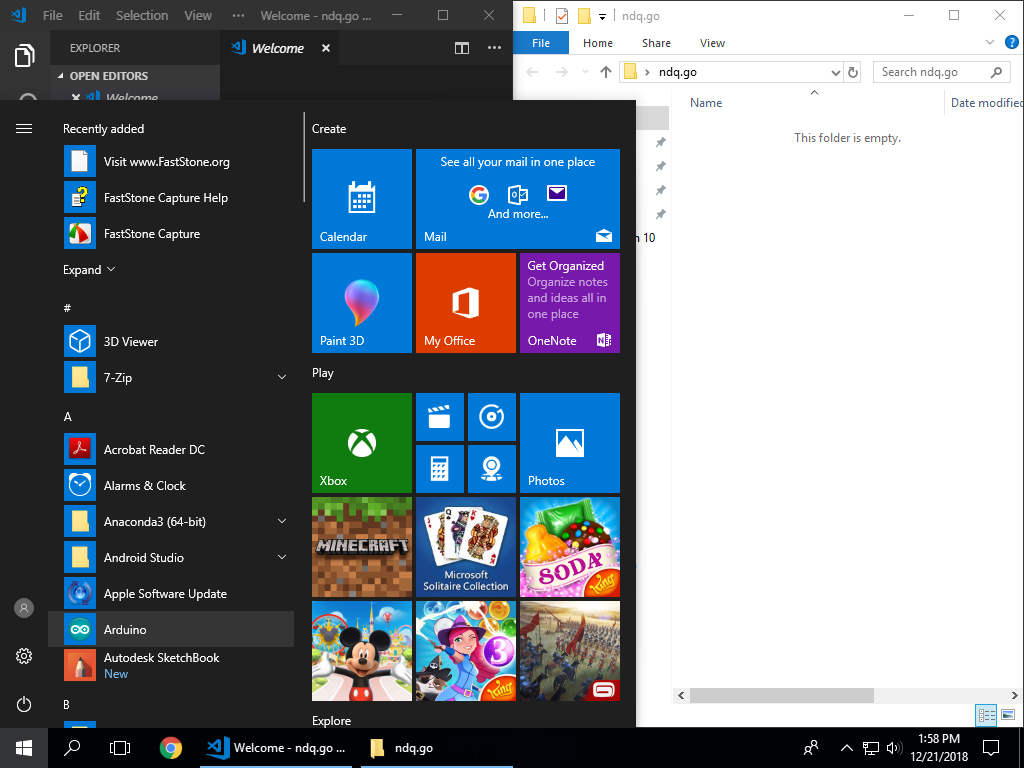 File Edit Selection View ··· Welcome - ndq.go ...
EXPLORER
Welcome
OPEN EDITORS
Welcome
ndq.go
File Home Share View
ndq.go
Search ndq.go
Name
Date modified
This folder is empty.
n 10
Recently added
Visit www.FastStone.org
FastStone Capture Help
FastStone Capture
Expand
#
3D Viewer
7-Zip
A
Acrobat Reader DC
Alarms & Clock
Anaconda3 (64-bit)
Android Studio
Apple Software Update
Arduino
Autodesk SketchBook
New
B
Create
Calendar
See all your mail in one place
And more...
Mail
Paint 3D
My Office
Get Organized
Organize notes
and ideas all in
one place
OneNote
Play
Xbox
Photos
MINECRAFT
Microsoft
Solitaire Collection
SODA
King
3
King
Explore
Welcome - ndq.go ...
ndq.go
1:58 PM
12/21/2018